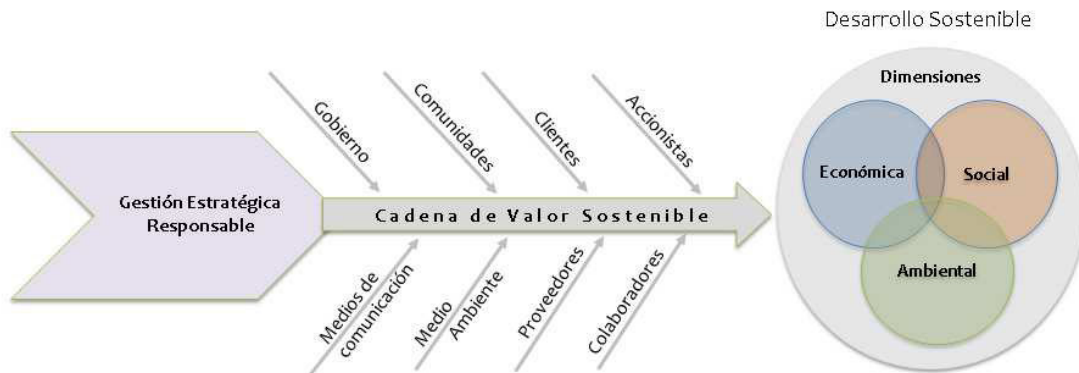 Desarrollo Sostenible
Dimensiones
Económica
Social
Ambiental
Gobierno
Comunidades
Clientes
Accionistas
Gestión Estratégica
Responsable
Cadena de Valor Sostenible
Medios de
comunicación
Medio
Ambiente
Proveedores
Colaboradores